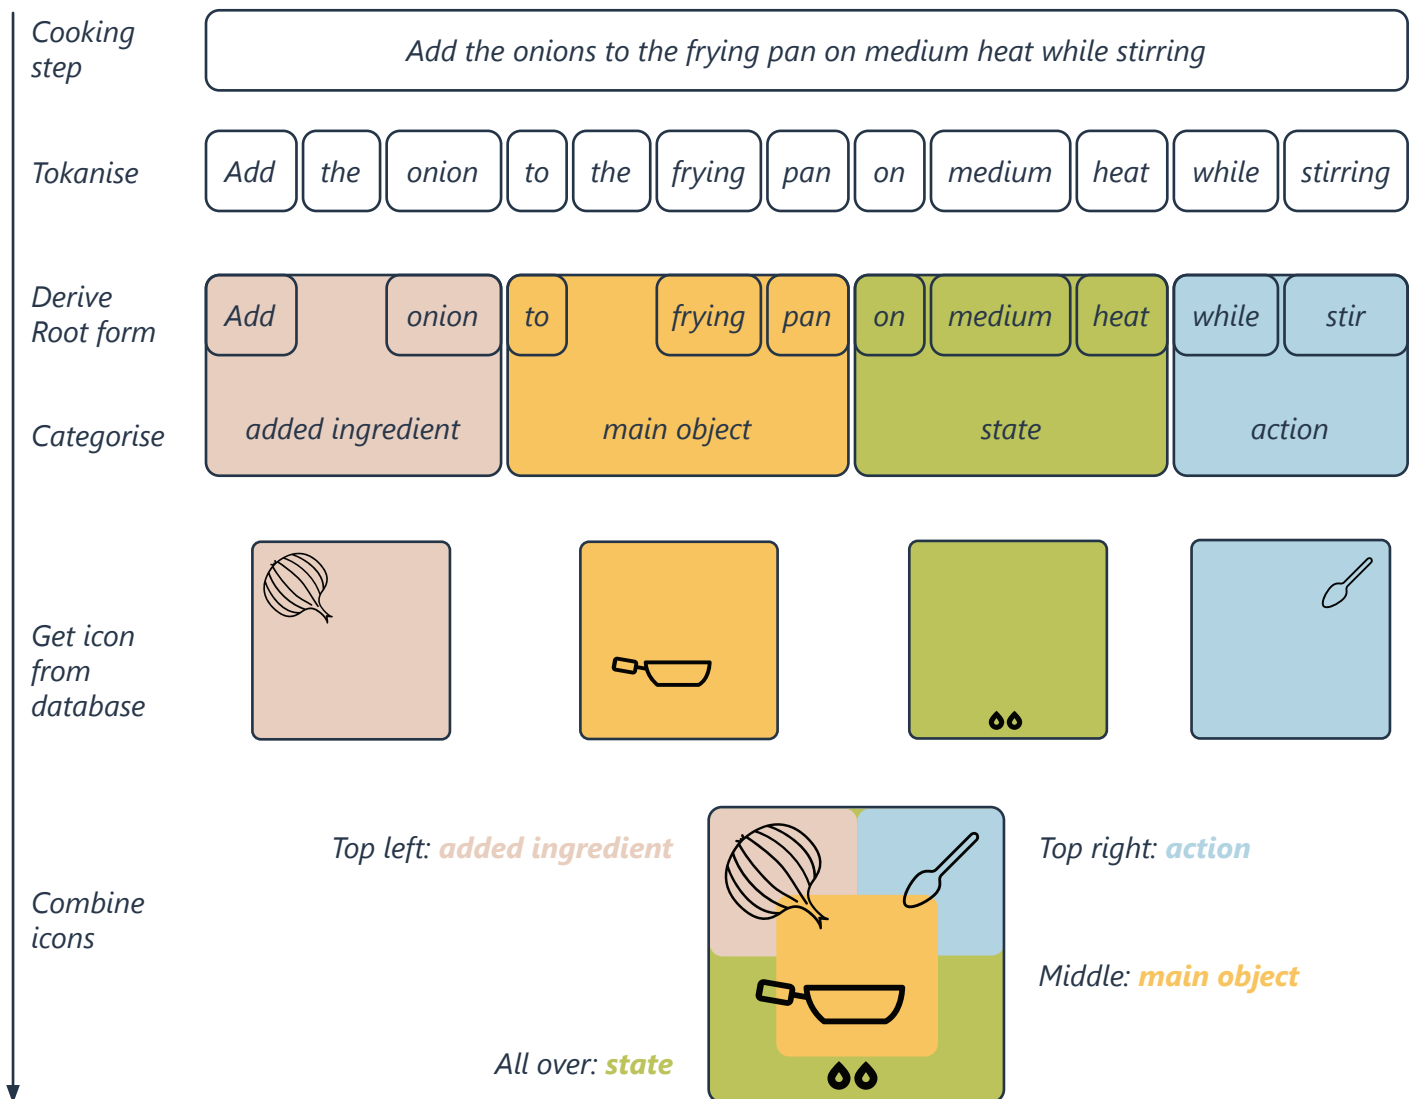 Cooking
step
Add the onions to the frying pan on medium heat while stirring
Tokanise
Add the onion to the frying pan on medium heat while stirring
Derive
Root form
Add onion to frying pan on medium heat while stir
Categorise
added ingredient main object state action
Get icon
from
database
Combine
icons
Top left: added ingredient
Top right: action
Middle: main object
All over: state